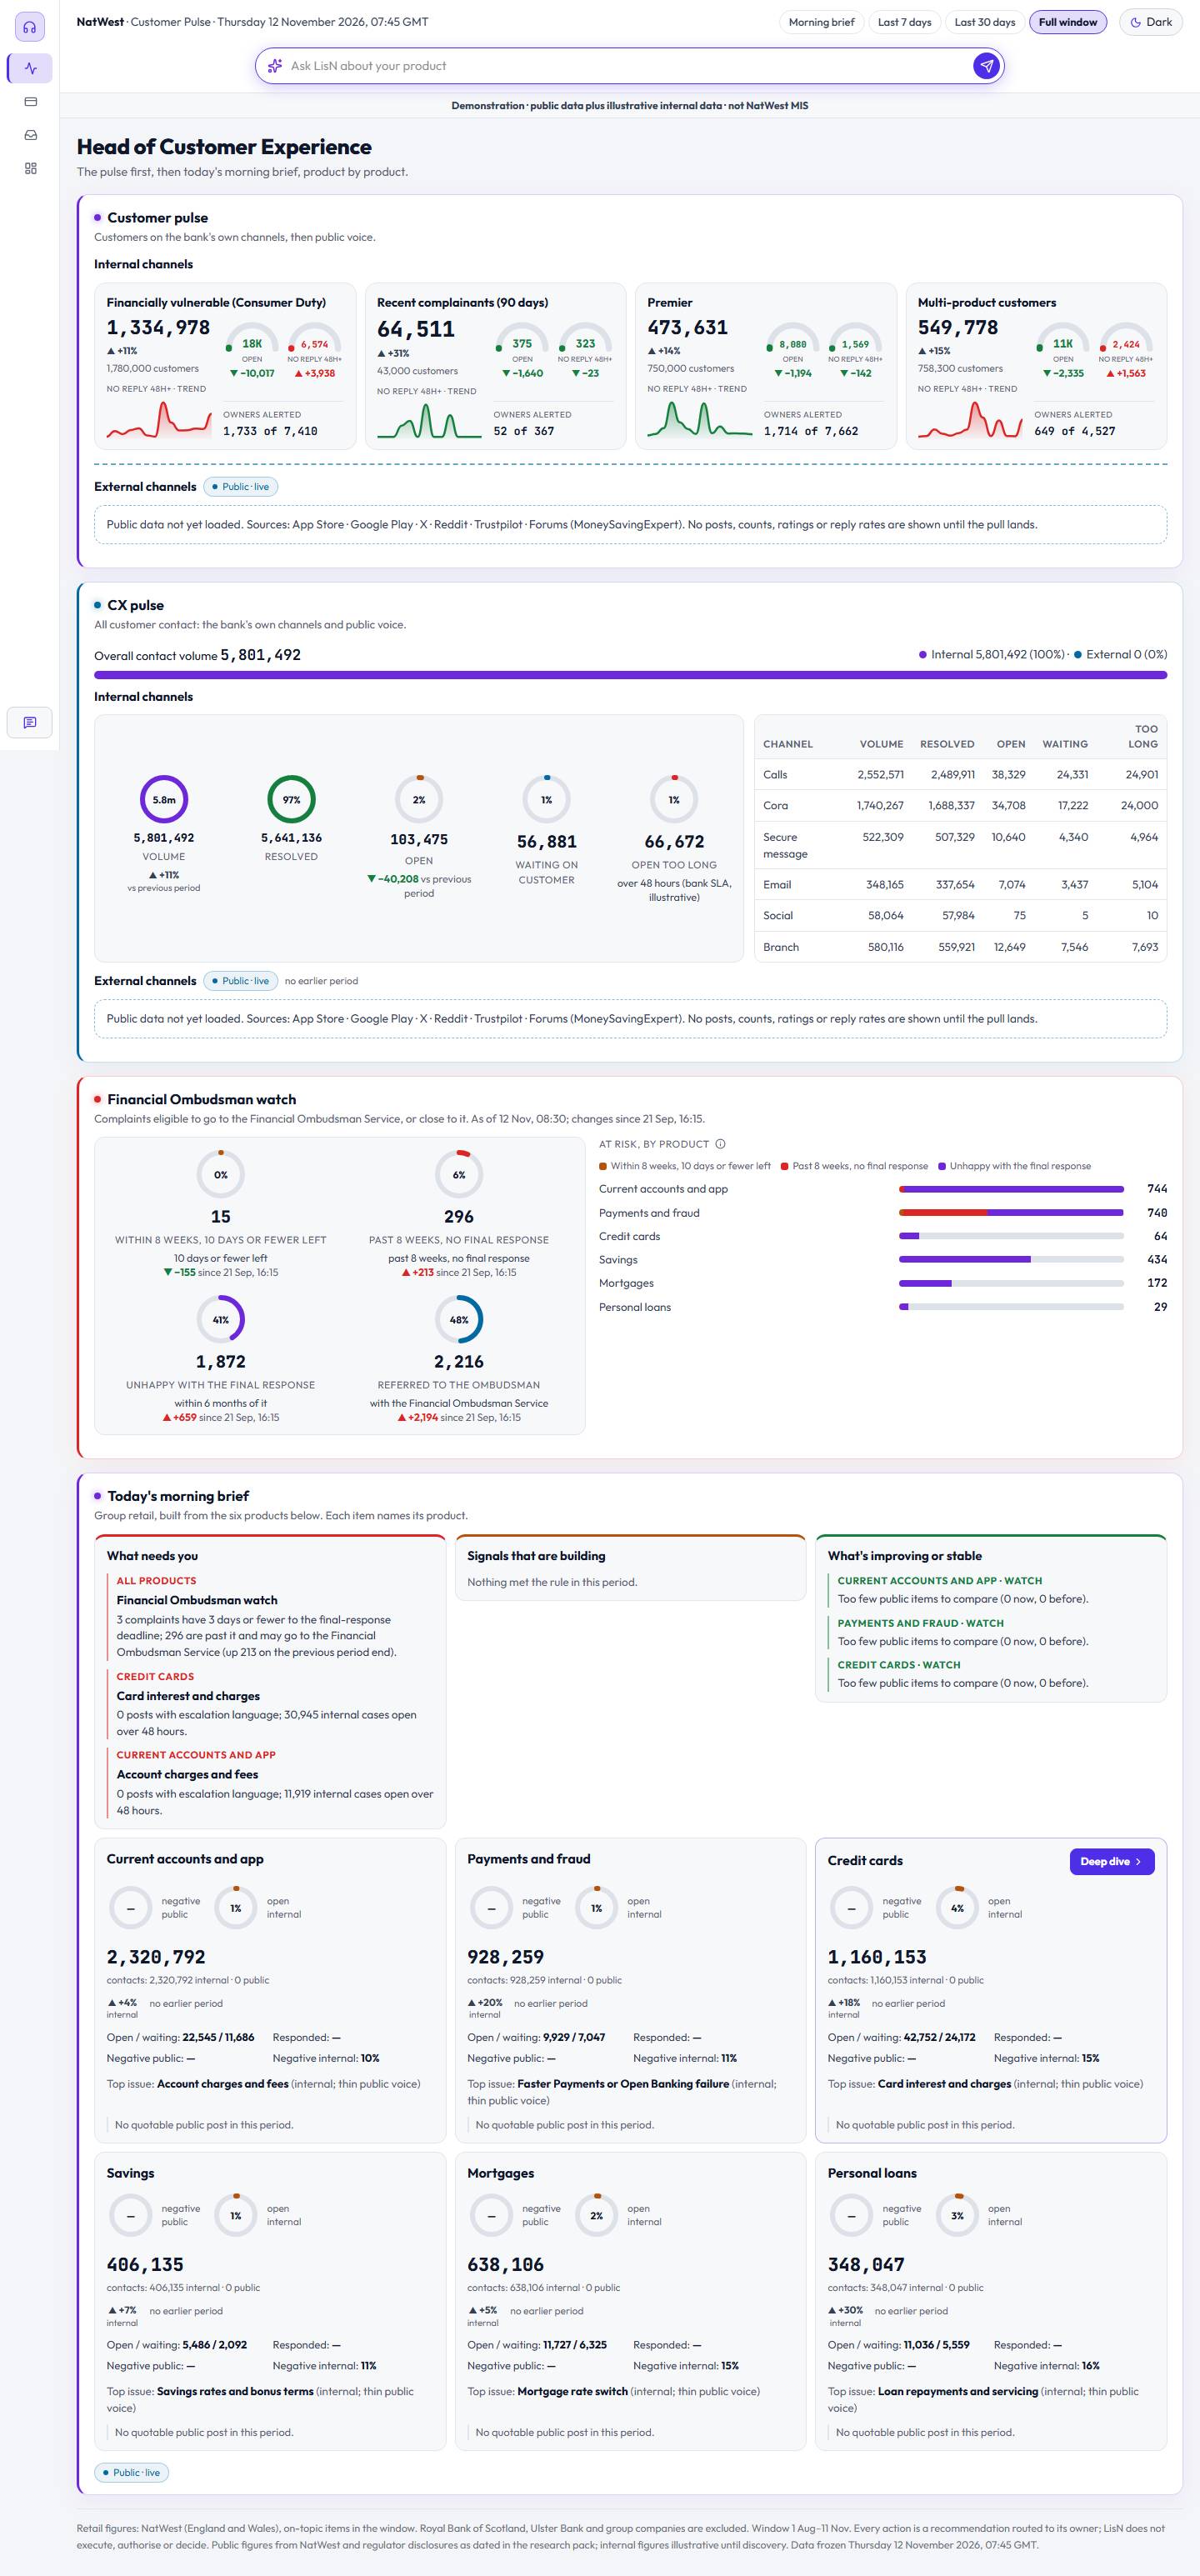 NatWest · Customer Pulse · Thursday 12 November 2026, 07:45 GMT
Morning brief
Last 7 days
Last 30 days
Full window
Dark
Ask LisN about your product
Demonstration · public data plus illustrative internal data · not NatWest MIS
Head of Customer Experience
The pulse first, then today's morning brief, product by product.
Customer pulse
Customers on the bank's own channels, then public voice.
Internal channels
Financially vulnerable (Consumer Duty)
1,334,978
▲ +11%
1,780,000 customers
18K
OPEN
▼ −10,017
6,574
NO REPLY 48H+
▲ +3,938
NO REPLY 48H+ · TREND
OWNERS ALERTED
1,733 of 7,410
Recent complainants (90 days)
64,511
▲ +31%
43,000 customers
375
OPEN
▼ −1,640
323
NO REPLY 48H+
▼ −23
NO REPLY 48H+ · TREND
OWNERS ALERTED
52 of 367
Premier
473,631
▲ +14%
750,000 customers
8,080
OPEN
▼ −1,194
1,569
NO REPLY 48H+
▼ −142
NO REPLY 48H+ · TREND
OWNERS ALERTED
1,714 of 7,662
Multi-product customers
549,778
▲ +15%
758,300 customers
11K
OPEN
▼ −2,335
2,424
NO REPLY 48H+
▲ +1,563
NO REPLY 48H+ · TREND
OWNERS ALERTED
649 of 4,527
External channels
Public · live
Public data not yet loaded. Sources: App Store · Google Play · X · Reddit · Trustpilot · Forums (MoneySavingExpert). No posts, counts, ratings or reply rates are shown until the pull lands.
CX pulse
All customer contact: the bank's own channels and public voice.
Overall contact volume 5,801,492
Internal 5,801,492 (100%) · External 0 (0%)
Internal channels
5.8m
5,801,492
VOLUME
▲ +11%
vs previous period
97%
5,641,136
RESOLVED
2%
103,475
OPEN
▼ −40,208 vs previous
period
1%
56,881
WAITING ON
CUSTOMER
1%
66,672
OPEN TOO LONG
over 48 hours (bank SLA,
illustrative)
CHANNEL VOLUME RESOLVED OPEN WAITING TOO LONG
Calls 2,552,571 2,489,911 38,329 24,331 24,901
Cora 1,740,267 1,688,337 34,708 17,222 24,000
Secure message 522,309 507,329 10,640 4,340 4,964
Email 348,165 337,654 7,074 3,437 5,104
Social 58,064 57,984 75 5 10
Branch 580,116 559,921 12,649 7,546 7,693
External channels
Public · live
no earlier period
Public data not yet loaded. Sources: App Store · Google Play · X · Reddit · Trustpilot · Forums (MoneySavingExpert). No posts, counts, ratings or reply rates are shown until the pull lands.
Financial Ombudsman watch
Complaints eligible to go to the Financial Ombudsman Service, or close to it. As of 12 Nov, 08:30; changes since 21 Sep, 16:15.
0%
15
WITHIN 8 WEEKS, 10 DAYS OR FEWER LEFT
10 days or fewer left
▼ −155 since 21 Sep, 16:15
6%
296
PAST 8 WEEKS, NO FINAL RESPONSE
past 8 weeks, no final response
▲ +213 since 21 Sep, 16:15
41%
1,872
UNHAPPY WITH THE FINAL RESPONSE
within 6 months of it
▲ +659 since 21 Sep, 16:15
48%
2,216
REFERRED TO THE OMBUDSMAN
with the Financial Ombudsman Service
▲ +2,194 since 21 Sep, 16:15
AT RISK, BY PRODUCT
Within 8 weeks, 10 days or fewer left
Past 8 weeks, no final response
Unhappy with the final response
Current accounts and app 744
Payments and fraud 740
Credit cards 64
Savings 434
Mortgages 172
Personal loans 29
Today's morning brief
Group retail, built from the six products below. Each item names its product.
What needs you
ALL PRODUCTS
Financial Ombudsman watch
3 complaints have 3 days or fewer to the final-response
deadline; 296 are past it and may go to the Financial
Ombudsman Service (up 213 on the previous period end).
CREDIT CARDS
Card interest and charges
0 posts with escalation language; 30,945 internal cases open
over 48 hours.
CURRENT ACCOUNTS AND APP
Account charges and fees
0 posts with escalation language; 11,919 internal cases open over
48 hours.
Signals that are building
Nothing met the rule in this period.
What's improving or stable
CURRENT ACCOUNTS AND APP · WATCH
Too few public items to compare (0 now, 0 before).
PAYMENTS AND FRAUD · WATCH
Too few public items to compare (0 now, 0 before).
CREDIT CARDS · WATCH
Too few public items to compare (0 now, 0 before).
Current accounts and app
–
negative
public
1%
open
internal
2,320,792
contacts: 2,320,792 internal · 0 public
▲ +4% no earlier period
internal
Open / waiting: 22,545 / 11,686 Responded: —
Negative public: — Negative internal: 10%
Top issue: Account charges and fees (internal; thin public voice)
No quotable public post in this period.
Payments and fraud
–
negative
public
1%
open
internal
928,259
contacts: 928,259 internal · 0 public
▲ +20% no earlier period
internal
Open / waiting: 9,929 / 7,047 Responded: —
Negative public: — Negative internal: 11%
Top issue: Faster Payments or Open Banking failure (internal;
thin public voice)
No quotable public post in this period.
Credit cards
Deep dive
–
negative
public
4%
open
internal
1,160,153
contacts: 1,160,153 internal · 0 public
▲ +18% no earlier period
internal
Open / waiting: 42,752 / 24,172 Responded: —
Negative public: — Negative internal: 15%
Top issue: Card interest and charges (internal; thin public voice)
No quotable public post in this period.
Savings
–
negative
public
1%
open
internal
406,135
contacts: 406,135 internal · 0 public
▲ +7% no earlier period
internal
Open / waiting: 5,486 / 2,092 Responded: —
Negative public: — Negative internal: 11%
Top issue: Savings rates and bonus terms (internal; thin public
voice)
No quotable public post in this period.
Mortgages
–
negative
public
2%
open
internal
638,106
contacts: 638,106 internal · 0 public
▲ +5% no earlier period
internal
Open / waiting: 11,727 / 6,325 Responded: —
Negative public: — Negative internal: 15%
Top issue: Mortgage rate switch (internal; thin public voice)
No quotable public post in this period.
Personal loans
–
negative
public
3%
open
internal
348,047
contacts: 348,047 internal · 0 public
▲ +30% no earlier period
internal
Open / waiting: 11,036 / 5,559 Responded: —
Negative public: — Negative internal: 16%
Top issue: Loan repayments and servicing (internal; thin public
voice)
No quotable public post in this period.
Public · live
Retail figures: NatWest (England and Wales), on-topic items in the window. Royal Bank of Scotland, Ulster Bank and group companies are excluded. Window 1 Aug–11 Nov. Every action is a recommendation routed to its owner; LisN does not
execute, authorise or decide. Public figures from NatWest and regulator disclosures as dated in the research pack; internal figures illustrative until discovery. Data frozen Thursday 12 November 2026, 07:45 GMT.